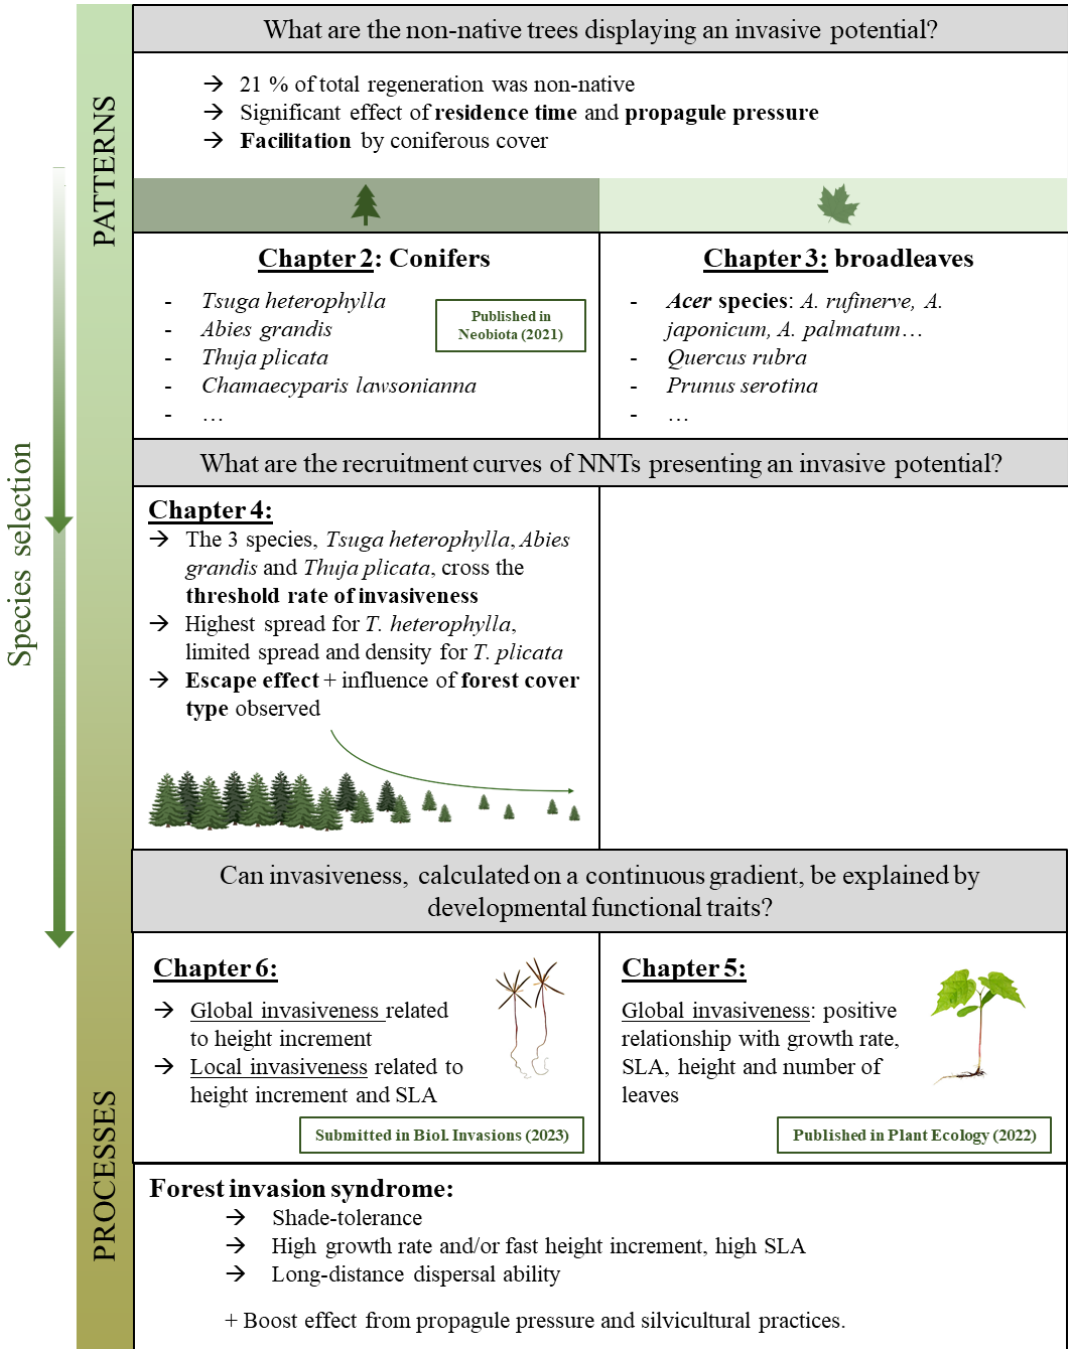 What are the non-native trees displaying an invasive potential?
→ 21 % of total regeneration was non-native
→ Significant effect of residence time and propagule pressure
→ Facilitation by coniferous cover
PATTERNS
Chapter 2: Conifers
- Tsuga heterophylla
- Abies grandis
- Thuja plicata
- Chamaecyparis lawsonianna
- …
Published in
Neobiota (2021)
Chapter 3: broadleaves
- Acer species: A. rufinerve, A.
japonicum, A. palmatum…
- Quercus rubra
- Prunus serotina
- …
Species selection
What are the recruitment curves of NNTs presenting an invasive potential?
Chapter 4:
→ The 3 species, Tsuga heterophylla, Abies
grandis and Thuja plicata, cross the
threshold rate of invasiveness
→ Highest spread for T. heterophylla,
limited spread and density for T. plicata
→ Escape effect + influence of forest cover
type observed
Can invasiveness, calculated on a continuous gradient, be explained by
developmental functional traits?
PROCESSES
Chapter 6:
→ Global invasiveness related
to height increment
→ Local invasiveness related to
height increment and SLA
Submitted in Biol. Invasions (2023)
Chapter 5:
Global invasiveness: positive
relationship with growth rate,
SLA, height and number of
leaves
Published in Plant Ecology (2022)
Forest invasion syndrome:
→ Shade-tolerance
→ High growth rate and/or fast height increment, high SLA
→ Long-distance dispersal ability
+ Boost effect from propagule pressure and silvicultural practices.